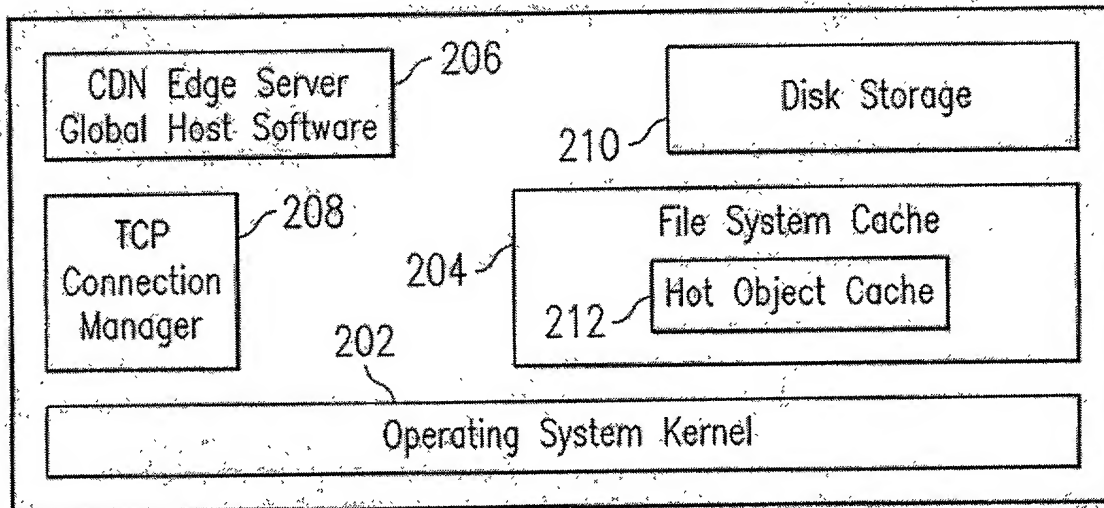 CDN Edge Server
Global Host Software
206
Disk Storage
210
TCP
Connection
Manager
208
File System Cache
204
Hot Object Cache
212
202
Operating System Kernel